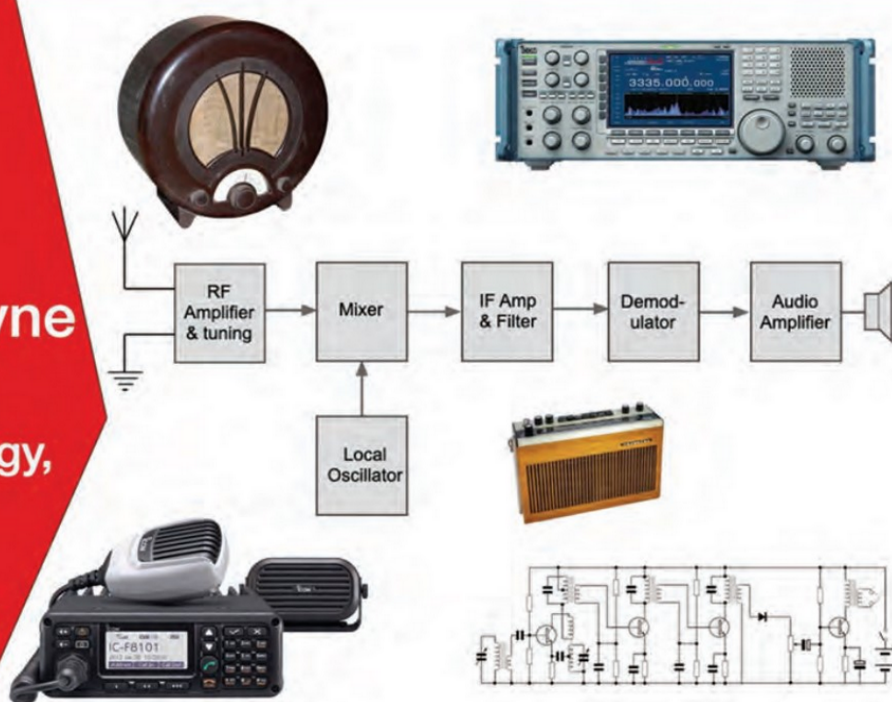 yne
gy,
3335.000.000
RF
Amplifier
& tuning
Mixer
IF Amp
& Filter
Demod-
ulator
Audio
Amplifier
Local
Oscillator
IC-F8101